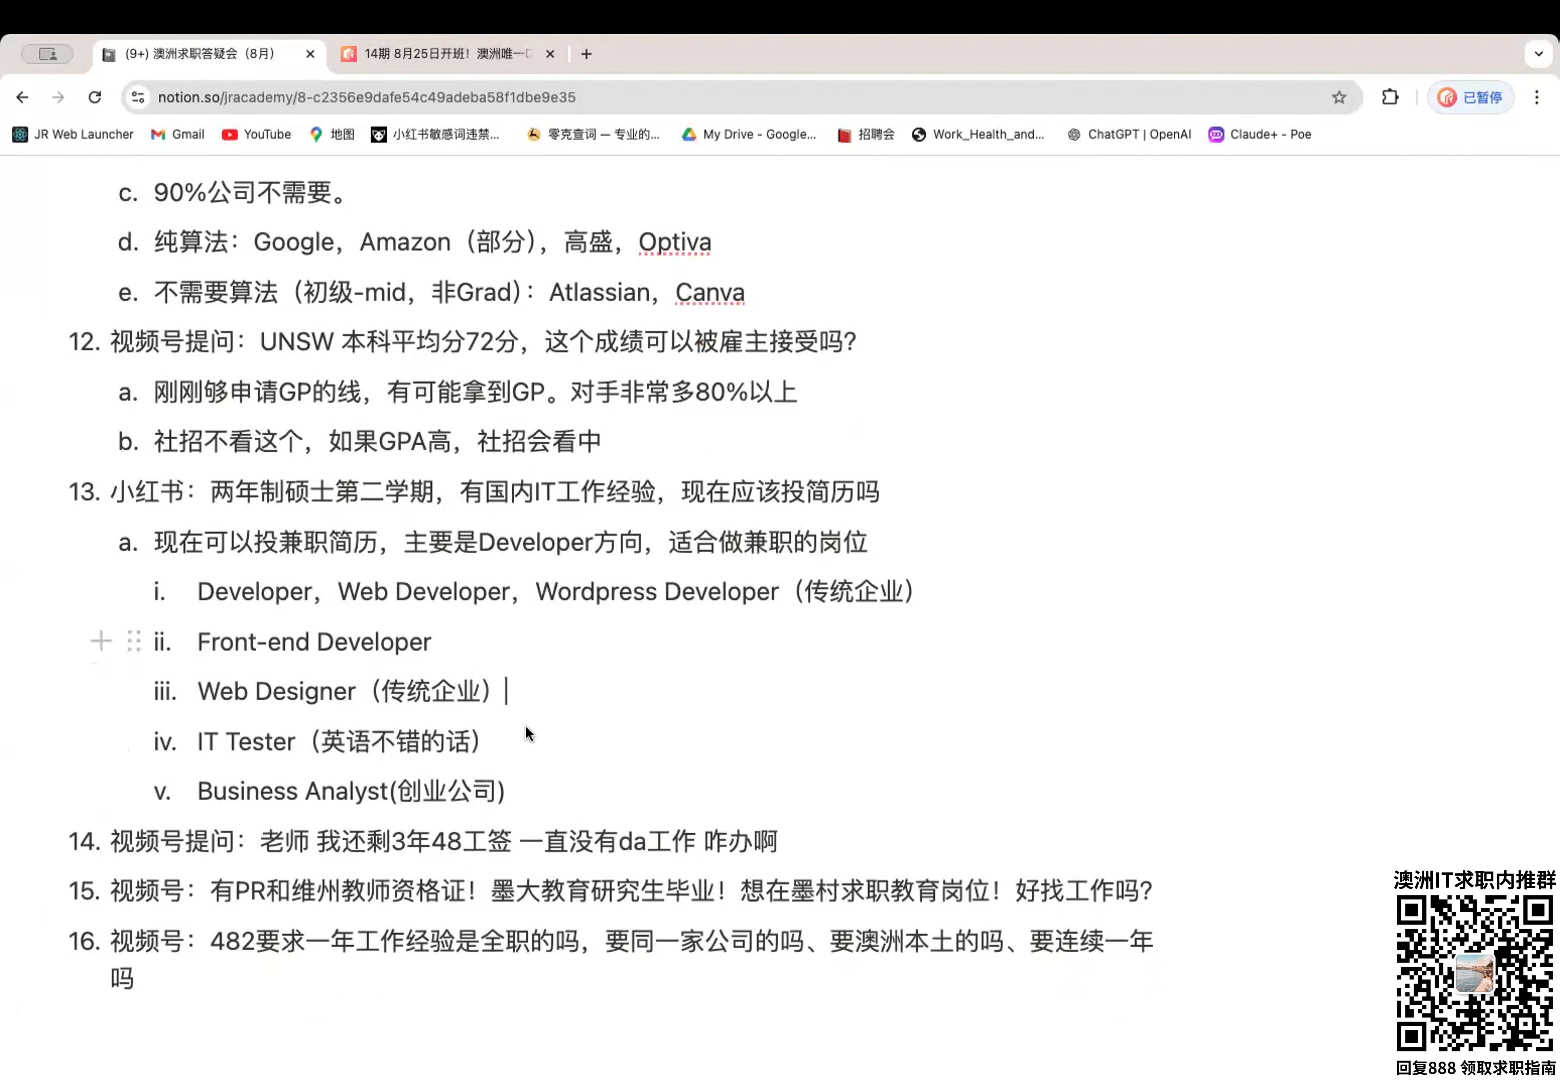 (9+) 澳洲求职答疑会（8月）
14期 8月25日开班！澳洲唯一
notion.so/jracademy/8-c2356e9dafe54c49adeba58f1dbe9e35
已暂停
JR Web Launcher
Gmail
YouTube
地图
小红书敏感词违禁...
零克查词 — 专业的...
My Drive - Google...
招聘会
Work_Health_and...
ChatGPT | OpenAI
Claude+ - Poe
c. 90%公司不需要。
d. 纯算法：Google，Amazon（部分），高盛，Optiva
e. 不需要算法（初级-mid，非Grad）：Atlassian，Canva
12. 视频号提问：UNSW 本科平均分72分，这个成绩可以被雇主接受吗?
a. 刚刚够申请GP的线，有可能拿到GP。对手非常多80%以上
b. 社招不看这个，如果GPA高，社招会看中
13. 小红书：两年制硕士第二学期，有国内IT工作经验，现在应该投简历吗
a. 现在可以投兼职简历，主要是Developer方向，适合做兼职的岗位
i. Developer，Web Developer，Wordpress Developer（传统企业）
ii. Front-end Developer
iii. Web Designer（传统企业）
iv. IT Tester（英语不错的话）
v. Business Analyst(创业公司)
14. 视频号提问：老师 我还剩3年48工签 一直没有da工作 咋办啊
15. 视频号：有PR和维州教师资格证！墨大教育研究生毕业！想在墨村求职教育岗位！好找工作吗?
16. 视频号：482要求一年工作经验是全职的吗，要同一家公司的吗、要澳洲本土的吗、要连续一年
吗
澳洲IT求职内推群
回复888 领取求职指南